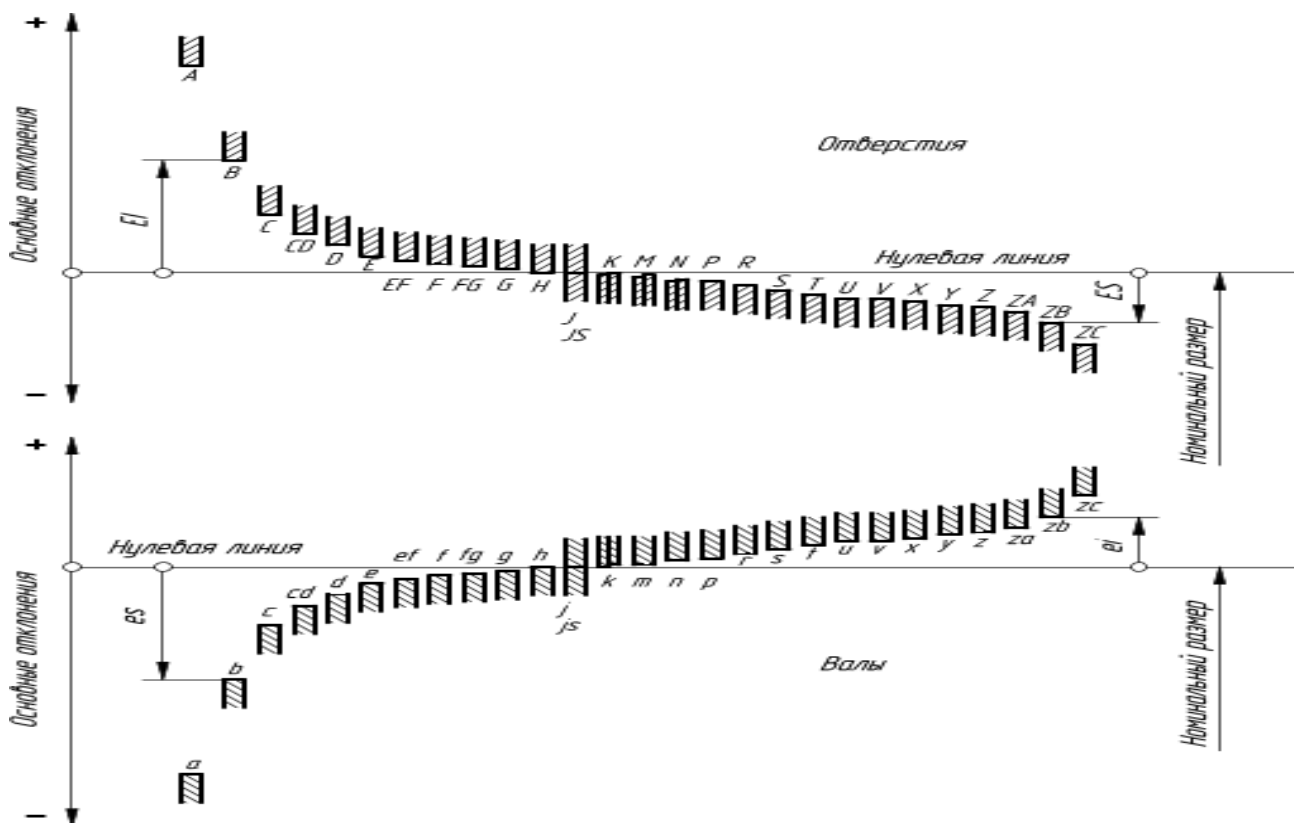 +
Основные отклонения
–
A
B
EI
C
CD
D
E
EF
F
FG
G
H
J
JS
K
M
N
P
R
S
T
U
V
X
Y
Z
ZA
ZB
ZC
Отверстия
Нулевая линия
ES
Номинальный размер
+
Основные отклонения
–
Нулевая линия
es
a
b
c
cd
d
e
ef
f
fg
g
h
j
js
k
m
n
p
r
s
t
u
v
x
y
z
za
zb
zc
ei
Валы
Номинальный размер